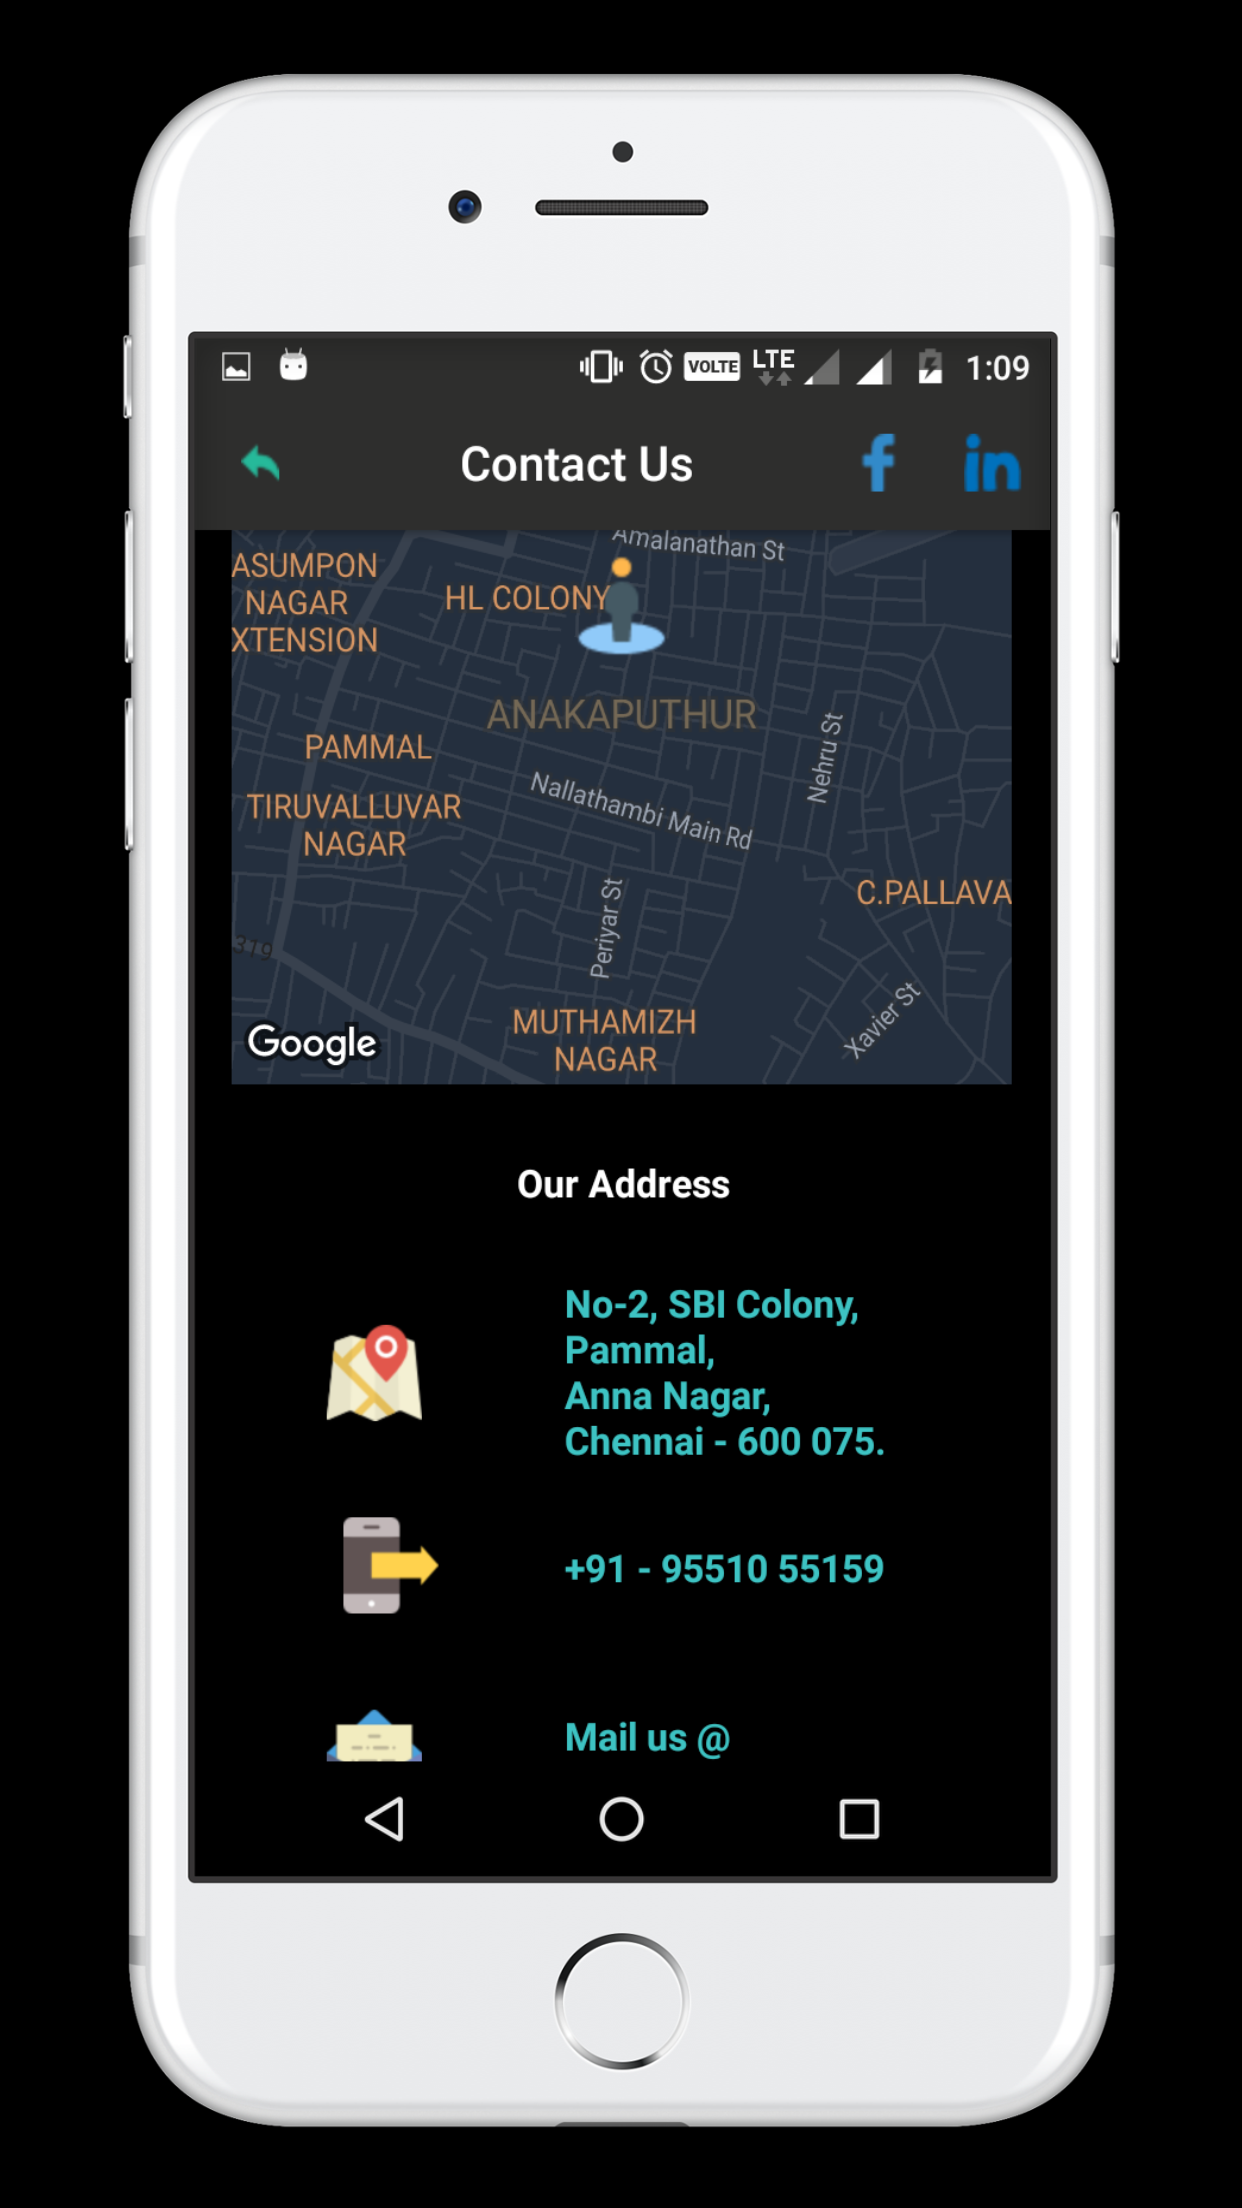 VOLTE
LTE
1:09
Contact Us
f
in
Amalanathan St
ASUMPON
NAGAR
XTENSION
HL COLONY
ANAKAPUTHUR
PAMMAL
Nehru St
Nallathambi Main Rd
TIRUVALLUVAR
NAGAR
C.PALLAVA
Periyar St
319
Xavier St
MUTHAMIZH
NAGAR
Google
Our Address
No-2, SBI Colony,
Pammal,
Anna Nagar,
Chennai - 600 075.
+91 - 95510 55159
Mail us @